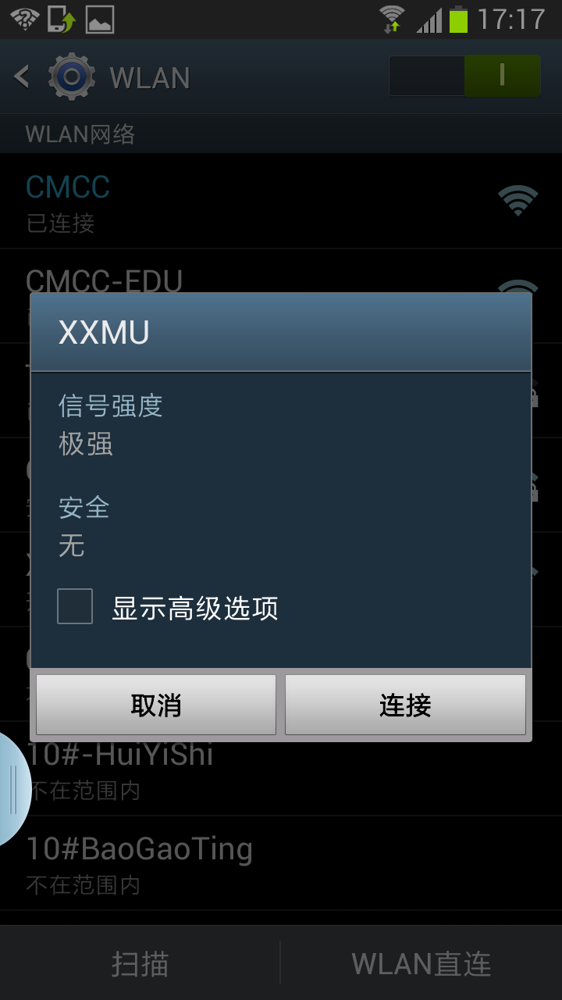 17:17
WLAN
WLAN网络
CMCC
已连接
CMCC-EDU
XXMU
信号强度
极强
安全
无
显示高级选项
取消
连接
10#-HuiYiShi
不在范围内
10#BaoGaoTing
不在范围内
扫描
WLAN直连